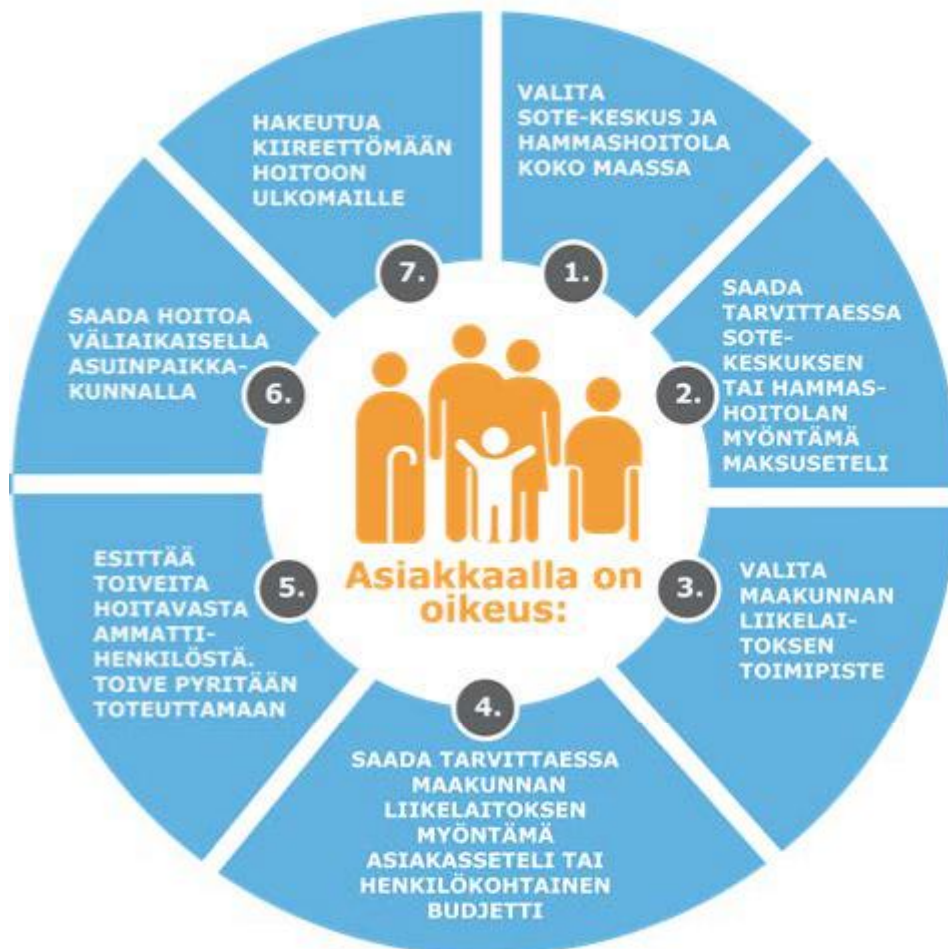 Asiakkaalla on
oikeus:
1.
VALITA
SOTE-KESKUS JA
HAMMASHOITOLA
KOKO MAASSA
2.
SAADA
TARVITTAESSA
SOTE-
KESKUKSEN
TAI HAMMAS-
HOITOLAN
MYÖNTÄMÄ
MAKSUSETELI
3.
VALITA
MAAKUNNAN
LIIKELAI-
TOKSEN
TOIMIPISTE
4.
SAADA TARVITTAESSA
MAAKUNNAN
LIIKELAITOKSEN
MYÖNTÄMÄ
ASIAKASSETELI TAI
HENKILÖKOHTAINEN
BUDJETTI
5.
ESITTÄÄ
TOIVEITA
HOITAVASTA
AMMATTI-
HENKILÖSTÄ.
TOIVE PYRITÄÄN
TOTEUTTAMAAN
6.
SAADA HOITOA
VÄLIAIKAISELLA
ASUINPAIKKA-
KUNNALLA
7.
HAKEUTUA
KIIREETTÖMÄÄN
HOITOON
ULKOMAILLE